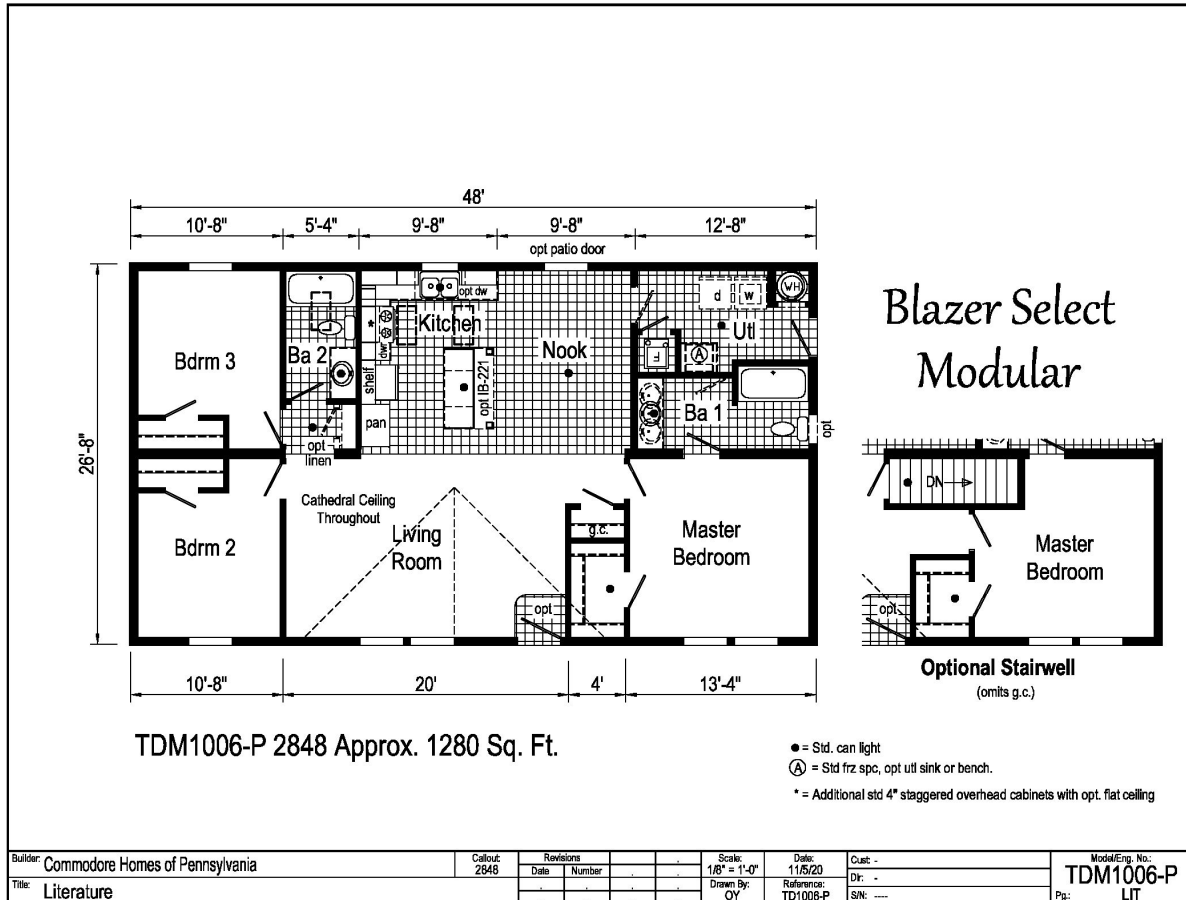 48'
10'-8" 5'-4" 9'-8" 9'-8" 12'-8"
opt patio door
26'-8"
Bdrm 3
Ba 2
opt linen
Kitchen
opt dw
*
dwr
shelf
pan
opt IB-221
Nook
d
w
WH
Utl
F
A
Ba 1
opt
Bdrm 2
Cathedral Ceiling
Throughout
Living
Room
g.c.
opt
Master
Bedroom
10'-8" 20' 4' 13'-4"
Blazer Select
Modular
DN
Master
Bedroom
opt
Optional Stairwell
(omits g.c.)
TDM1006-P 2848 Approx. 1280 Sq. Ft.
● = Std. can light
Ⓐ = Std frz spc, opt utl sink or bench.
* = Additional std 4" staggered overhead cabinets with opt. flat ceiling
Builder: Commodore Homes of Pennsylvania
Title: Literature
Callout:
2848
Revisions
Date Number
Scale:
1/8" = 1'-0"
Drawn By:
OY
Date:
11/5/20
Reference:
TD1006-P
Cust: -
Dir: -
S/N: ----
Model/Eng. No.:
TDM1006-P
Pg.: LIT